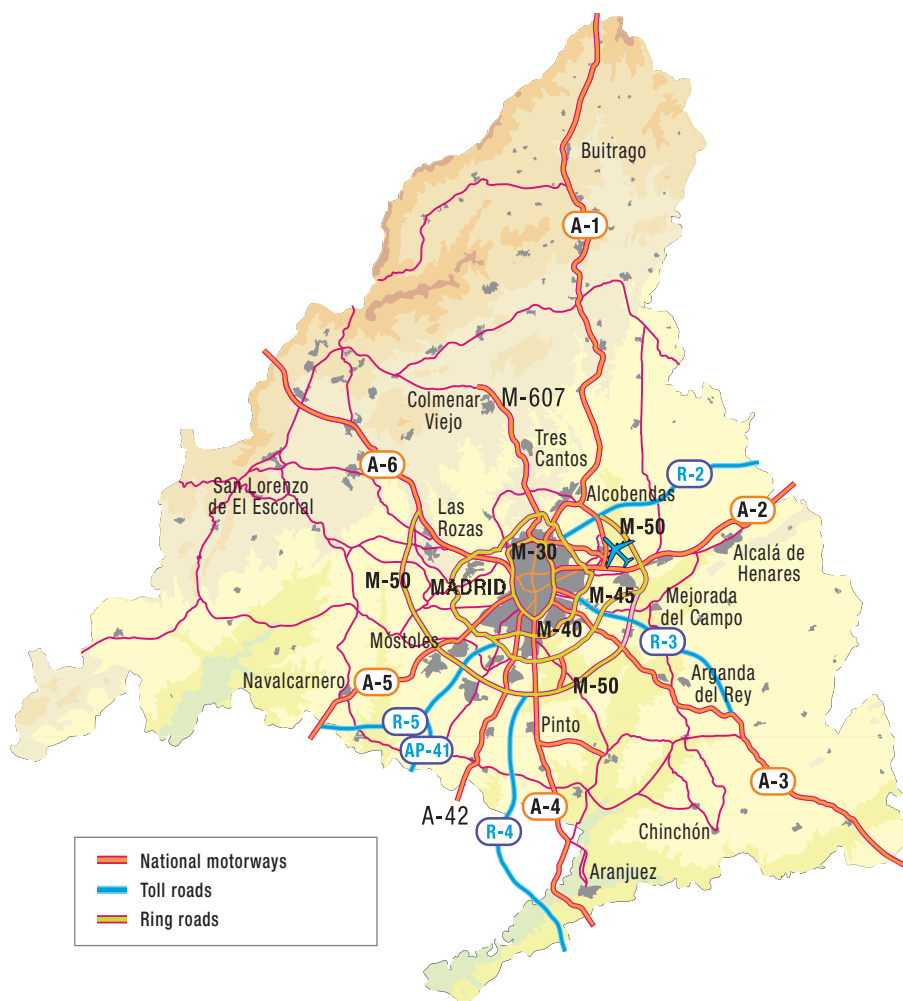 Buitrago
A-1
M-607
Colmenar
Viejo
Tres
Cantos
A-6
R-2
San Lorenzo
de El Escorial
Alcobendas
Las
Rozas
A-2
M-50
M-30
Alcalá de
Henares
M-50
MADRID
M-45
Mejorada
del Campo
M-40
R-3
Móstoles
Arganda
del Rey
Navalcarnero
A-5
M-50
R-5
Pinto
AP-41
A-3
A-42
A-4
R-4
Chinchón
Aranjuez
National motorways
Toll roads
Ring roads